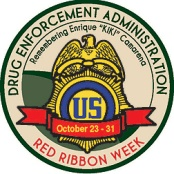 DRUG ENFORCEMENT ADMINISTRATION
Remembering Enrique "KIKI" Camarena
US
October 23 - 31
RED RIBBON WEEK